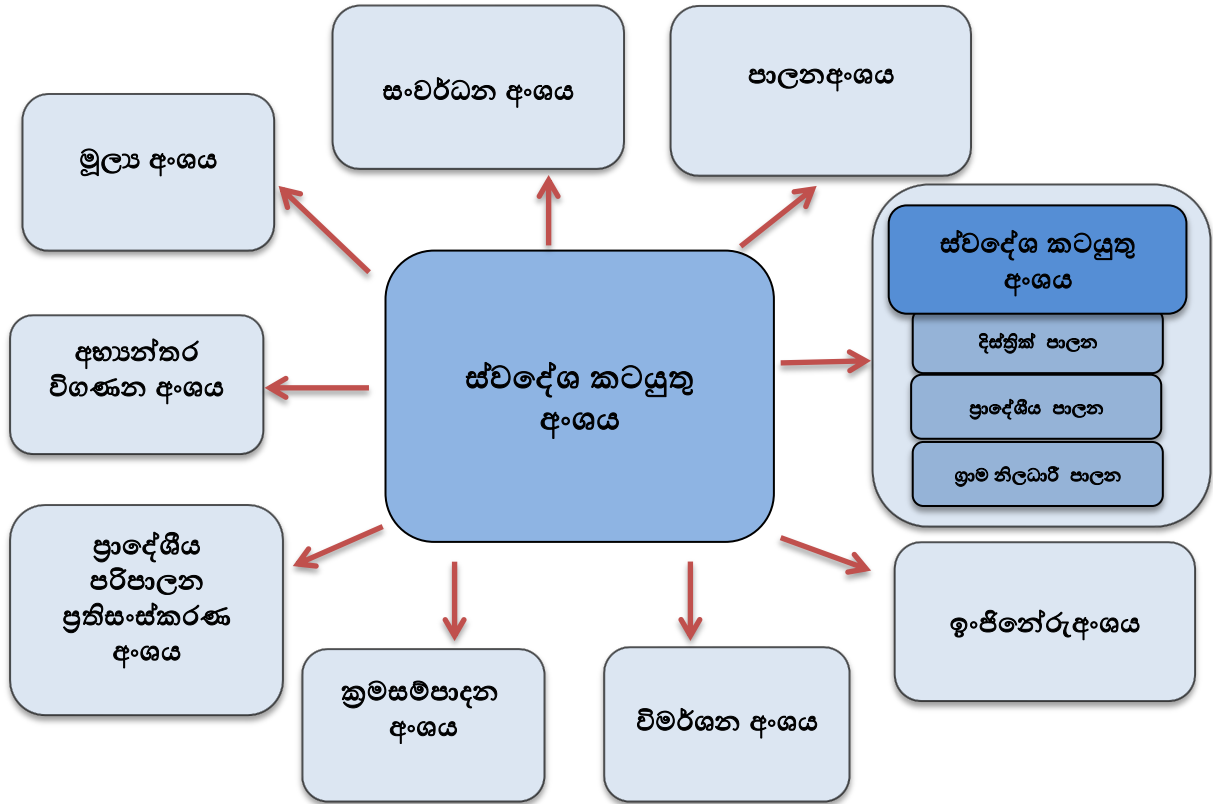 සංවර්ධන අංශය
පාලනඅංශය
මූල්‍ය අංශය
ස්වදේශ කටයුතු
අංශය
දිස්ත්‍රික් පාලන
ප්‍රාදේශීය පාලන
ග්‍රාම නිලධාරී පාලන
අභ්‍යන්තර
විගණන අංශය
ස්වදේශ කටයුතු
අංශය
ප්‍රාදේශීය
පරිපාලන
ප්‍රතිසංස්කරණ
අංශය
ඉංජිනේරුඅංශය
ක්‍රමසම්පාදන
අංශය
විමර්ශන අංශය